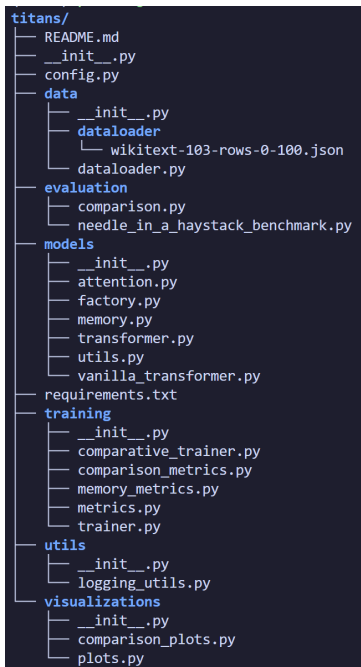 titans/
├── README.md
├── __init__.py
├── config.py
├── data
│   ├── __init__.py
│   ├── dataloader
│   │   └── wikitext-103-rows-0-100.json
│   └── dataloader.py
├── evaluation
│   ├── comparison.py
│   └── needle_in_a_haystack_benchmark.py
├── models
│   ├── __init__.py
│   ├── attention.py
│   ├── factory.py
│   ├── memory.py
│   ├── transformer.py
│   ├── utils.py
│   └── vanilla_transformer.py
├── requirements.txt
├── training
│   ├── __init__.py
│   ├── comparative_trainer.py
│   ├── comparison_metrics.py
│   ├── memory_metrics.py
│   ├── metrics.py
│   └── trainer.py
├── utils
│   ├── __init__.py
│   └── logging_utils.py
└── visualizations
    ├── __init__.py
    ├── comparison_plots.py
    └── plots.py